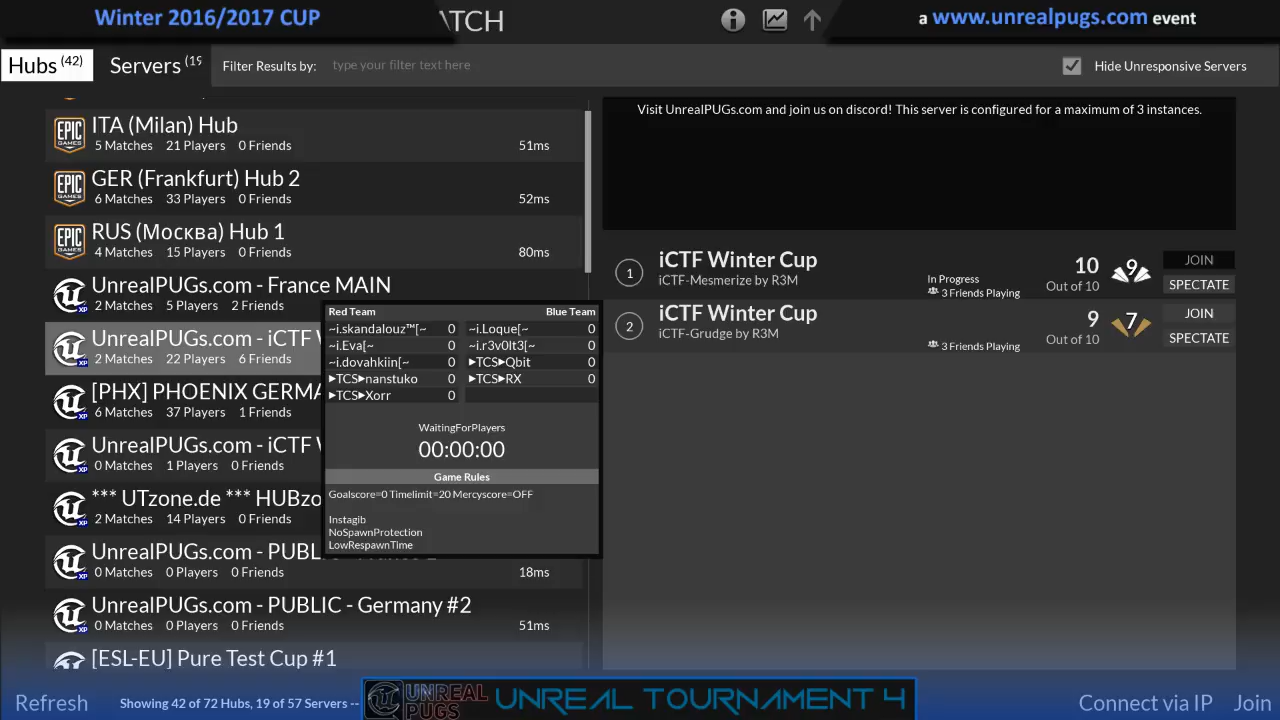 Winter 2016/2017 CUP
ATCH
a www.unrealpugs.com event
Hubs (42)
Servers (19
Filter Results by:
type your filter text here
Hide Unresponsive Servers
ITA (Milan) Hub
5 Matches 21 Players 0 Friends
51ms
GER (Frankfurt) Hub 2
6 Matches 33 Players 0 Friends
52ms
RUS (Москва) Hub 1
4 Matches 15 Players 0 Friends
80ms
UnrealPUGs.com - France MAIN
2 Matches 5 Players 2 Friends
UnrealPUGs.com - iCTF W
2 Matches 22 Players 6 Friends
[PHX] PHOENIX GERMA
6 Matches 37 Players 1 Friends
UnrealPUGs.com - iCTF W
0 Matches 1 Players 0 Friends
*** UTzone.de *** HUBzo
2 Matches 14 Players 0 Friends
UnrealPUGs.com - PUBLIC - France 2
0 Matches 0 Players 0 Friends
18ms
UnrealPUGs.com - PUBLIC - Germany #2
0 Matches 0 Players 0 Friends
51ms
[ESL-EU] Pure Test Cup #1
Red Team Blue Team
~i.skandalouz™[~ 0 ~i.Loque[~ 0
~i.Eva[~ 0 ~i.r3v0lt3[~ 0
~i.dovahkiin[~ 0 ▶TCS▶Qbit 0
▶TCS▶nanstuko 0 ▶TCS▶RX 0
▶TCS▶Xorr 0
WaitingForPlayers
00:00:00
Game Rules
Goalscore=0 Timelimit=20 Mercyscore=OFF
Instagib
NoSpawnProtection
LowRespawnTime
Visit UnrealPUGs.com and join us on discord! This server is configured for a maximum of 3 instances.
1
iCTF Winter Cup
iCTF-Mesmerize by R3M
In Progress
3 Friends Playing
10
Out of 10
9
JOIN
SPECTATE
2
iCTF Winter Cup
iCTF-Grudge by R3M
3 Friends Playing
9
Out of 10
7
JOIN
SPECTATE
Refresh
Showing 42 of 72 Hubs, 19 of 57 Servers --
UNREAL PUGS
UNREAL TOURNAMENT 4
Connect via IP
Join